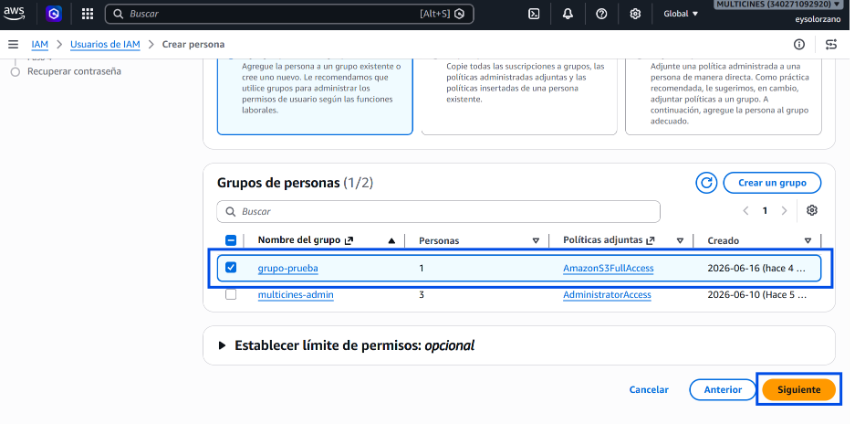 aws
Buscar
[Alt+S]
Global
MULTICINES (340271092920)
eysolorzano
IAM > Usuarios de IAM > Crear persona
Recuperar contraseña
Agregue la persona a un grupo existente o
cree uno nuevo. Le recomendamos que
utilice grupos para administrar los
permisos de usuario según las funciones
laborales.
Copie todas las suscripciones a grupos, las
políticas administradas adjuntas y las
políticas insertadas de una persona
existente.
Adjunte una política administrada a una
persona de manera directa. Como práctica
recomendada, le sugerimos, en cambio,
adjuntar políticas a un grupo. A
continuación, agregue la persona al grupo
adecuado.
Grupos de personas (1/2)
Crear un grupo
Buscar
1
Nombre del grupo Personas Políticas adjuntas Creado
grupo-prueba 1 AmazonS3FullAccess 2026-06-16 (hace 4 ...
multicines-admin 3 AdministratorAccess 2026-06-10 (Hace 5 ...
Establecer límite de permisos: opcional
Cancelar Anterior Siguiente